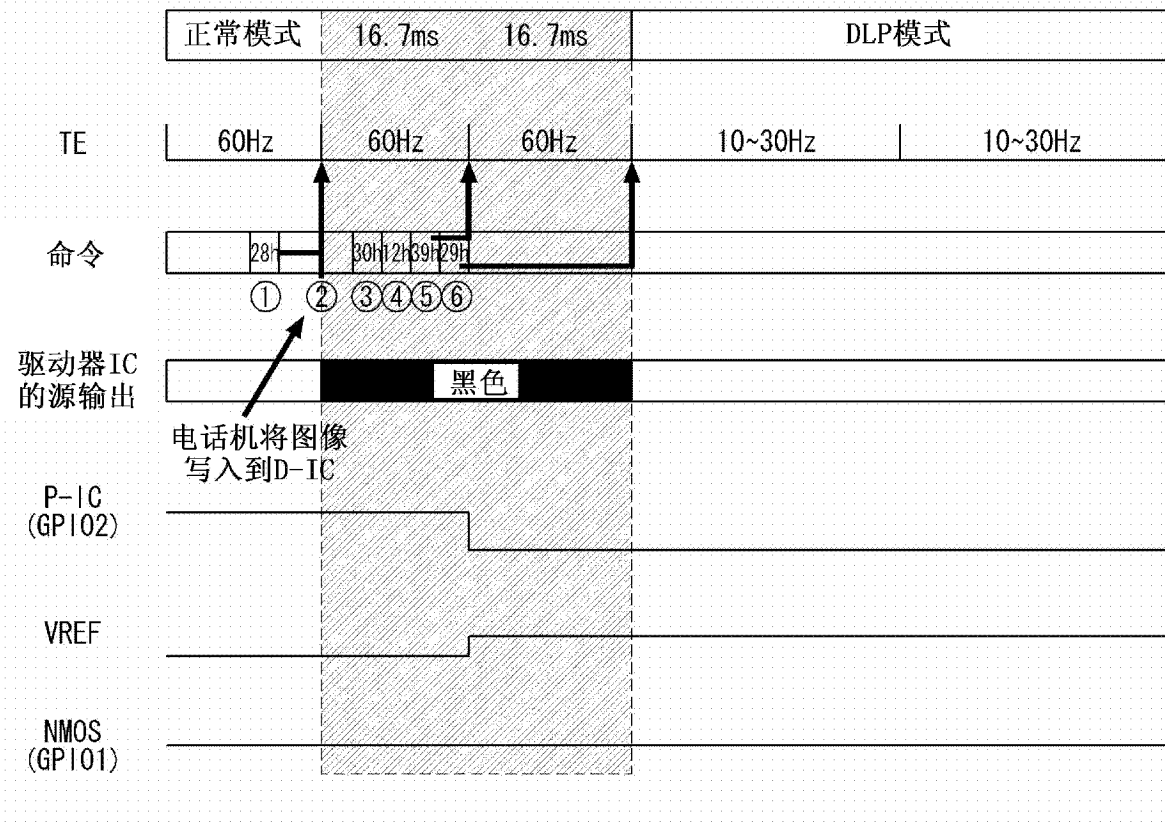 正常模式 16.7ms 16.7ms DLP模式
TE 60Hz 60Hz 60Hz 10~30Hz 10~30Hz
命令 28h 30h 12h 39h 29h
① ② ③ ④ ⑤ ⑥
驱动器IC
的源输出
黑色
电话机将图像
写入到D-IC
P-IC
(GPIO2)
VREF
NMOS
(GPIO1)